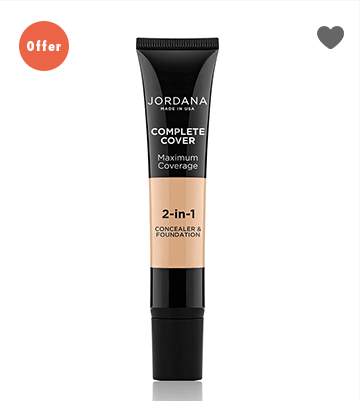 Offer
JORDANA
MADE IN USA
COMPLETE
COVER
Maximum
Coverage
2-in-1
CONCEALER &
FOUNDATION